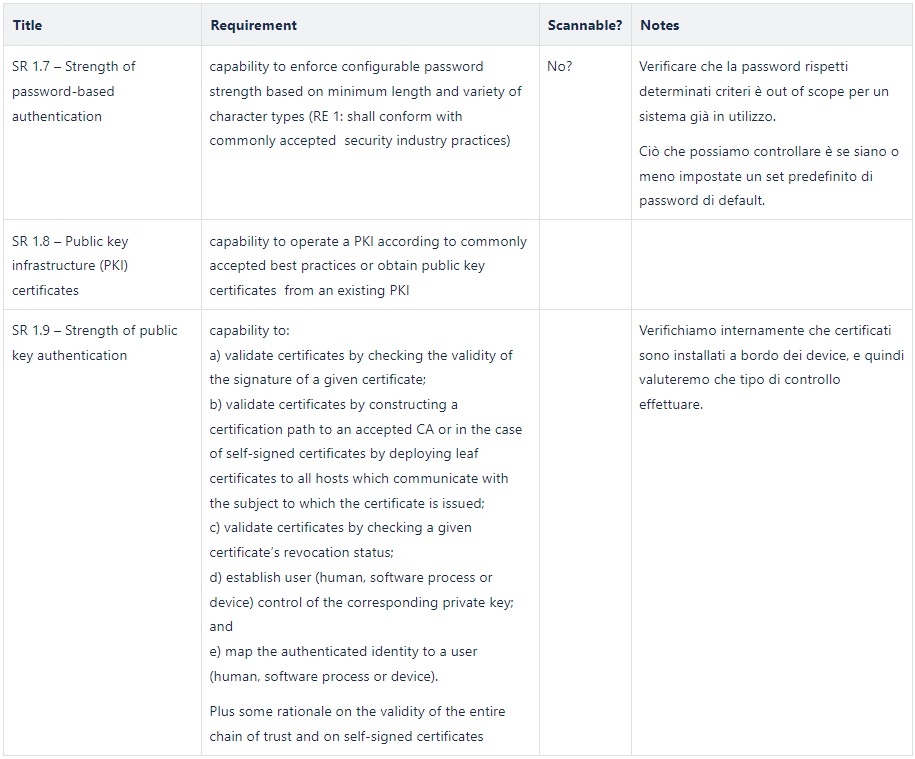 Title
Requirement
Scannable?
Notes
SR 1.7 – Strength of
password-based
authentication
capability to enforce configurable password
strength based on minimum length and variety of
character types (RE 1: shall conform with
commonly accepted  security industry practices)
No?
Verificare che la password rispetti
determinati criteri è out of scope per un
sistema già in utilizzo.
Ciò che possiamo controllare è se siano o
meno impostate un set predefinito di
password di default.
SR 1.8 – Public key
infrastructure (PKI)
certificates
capability to operate a PKI according to commonly
accepted best practices or obtain public key
certificates  from an existing PKI
SR 1.9 – Strength of public
key authentication
capability to:
a) validate certificates by checking the validity of
the signature of a given certificate;
b) validate certificates by constructing a
certification path to an accepted CA or in the case
of self-signed certificates by deploying leaf
certificates to all hosts which communicate with
the subject to which the certificate is issued;
c) validate certificates by checking a given
certificate’s revocation status;
d) establish user (human, software process or
device) control of the corresponding private key;
and
e) map the authenticated identity to a user
(human, software process or device).
Plus some rationale on the validity of the entire
chain of trust and on self-signed certificates
Verifichiamo internamente che certificati
sono installati a bordo dei device, e quindi
valuteremo che tipo di controllo
effettuare.